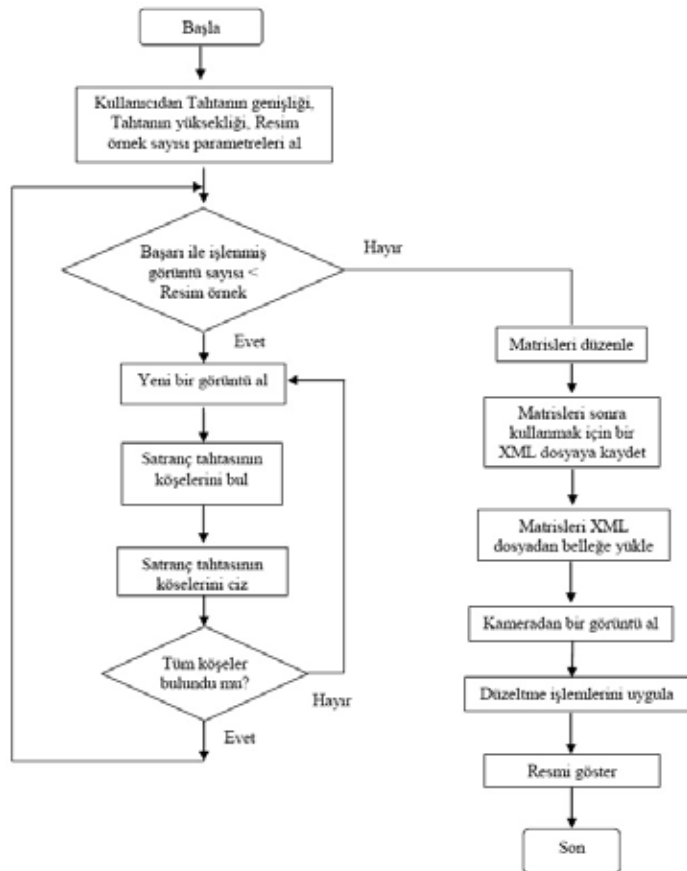 Başla
Kullanıcıdan Tahtanın genişliği,
Tahtanın yüksekliği, Resim
örnek sayısı parametreleri al
Başarı ile işlenmiş
görüntü sayısı <
Resim örnek
Hayır
Evet
Yeni bir görüntü al
Satranç tahtasının
köşelerini bul
Satranç tahtasının
köselerini ciz
Tüm köşeler
bulundu mu?
Hayır
Evet
Matrisleri düzenle
Matrisleri sonra
kullanmak için bir
XML dosyaya kaydet
Matrisleri XML
dosyadan belleğe yükle
Kameradan bir görüntü al
Düzeltme işlemlerini uygula
Resmi göster
Son